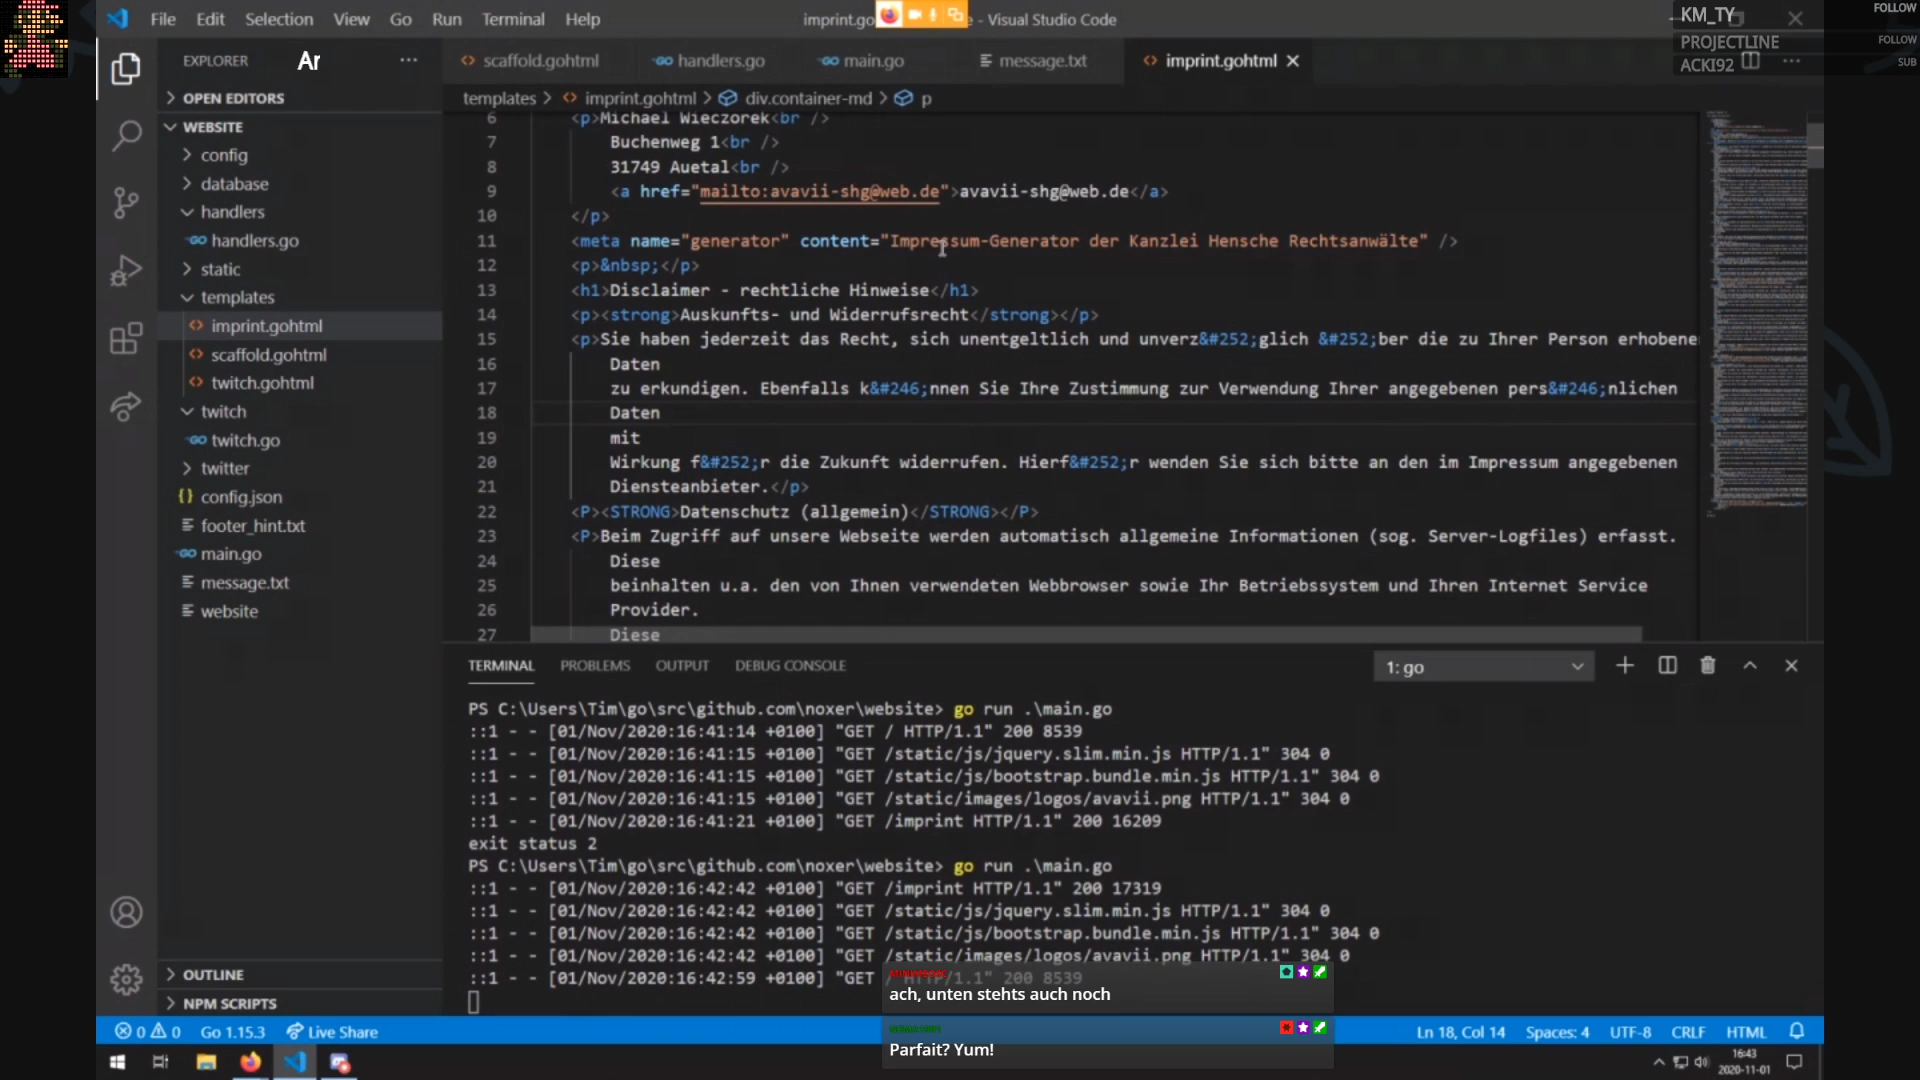 File Edit Selection View Go Run Terminal Help
imprint.go e - Visual Studio Code
KM_TY FOLLOW
PROJECTLINE FOLLOW
ACKI92 SUB
EXPLORER
Ar
scaffold.gohtml handlers.go main.go message.txt imprint.gohtml
templates > imprint.gohtml > div.container-md > p
OPEN EDITORS
WEBSITE
config
database
handlers
handlers.go
static
templates
imprint.gohtml
scaffold.gohtml
twitch.gohtml
twitch
twitch.go
twitter
config.json
footer_hint.txt
main.go
message.txt
website
OUTLINE
NPM SCRIPTS
6 <p>Michael Wieczorek<br />
7 Buchenweg 1<br />
8 31749 Auetal<br />
9 <a href="mailto:avavii-shg@web.de">avavii-shg@web.de</a>
10 </p>
11 <meta name="generator" content="Impressum-Generator der Kanzlei Hensche Rechtsanwälte" />
12 <p>&nbsp;</p>
13 <h1>Disclaimer - rechtliche Hinweise</h1>
14 <p><strong>Auskunfts- und Widerrufsrecht</strong></p>
15 <p>Sie haben jederzeit das Recht, sich unentgeltlich und unverz&#252;glich &#252;ber die zu Ihrer Person erhobene
16 Daten
17 zu erkundigen. Ebenfalls k&#246;nnen Sie Ihre Zustimmung zur Verwendung Ihrer angegebenen pers&#246;nlichen
18 Daten
19 mit
20 Wirkung f&#252;r die Zukunft widerrufen. Hierf&#252;r wenden Sie sich bitte an den im Impressum angegebenen
21 Diensteanbieter.</p>
22 <P><STRONG>Datenschutz (allgemein)</STRONG></P>
23 <P>Beim Zugriff auf unsere Webseite werden automatisch allgemeine Informationen (sog. Server-Logfiles) erfasst.
24 Diese
25 beinhalten u.a. den von Ihnen verwendeten Webbrowser sowie Ihr Betriebssystem und Ihren Internet Service
26 Provider.
27 Diese
TERMINAL PROBLEMS OUTPUT DEBUG CONSOLE 1: go
PS C:\Users\Tim\go\src\github.com\noxer\website> go run .\main.go
::1 - - [01/Nov/2020:16:41:14 +0100] "GET / HTTP/1.1" 200 8539
::1 - - [01/Nov/2020:16:41:15 +0100] "GET /static/js/jquery.slim.min.js HTTP/1.1" 304 0
::1 - - [01/Nov/2020:16:41:15 +0100] "GET /static/js/bootstrap.bundle.min.js HTTP/1.1" 304 0
::1 - - [01/Nov/2020:16:41:15 +0100] "GET /static/images/logos/avavii.png HTTP/1.1" 304 0
::1 - - [01/Nov/2020:16:41:21 +0100] "GET /imprint HTTP/1.1" 200 16209
exit status 2
PS C:\Users\Tim\go\src\github.com\noxer\website> go run .\main.go
::1 - - [01/Nov/2020:16:42:42 +0100] "GET /imprint HTTP/1.1" 200 17319
::1 - - [01/Nov/2020:16:42:42 +0100] "GET /static/js/jquery.slim.min.js HTTP/1.1" 304 0
::1 - - [01/Nov/2020:16:42:42 +0100] "GET /static/js/bootstrap.bundle.min.js HTTP/1.1" 304 0
::1 - - [01/Nov/2020:16:42:42 +0100] "GET /static/images/logos/avavii.png HTTP/1.1" 304 0
::1 - - [01/Nov/2020:16:42:59 +0100] "GET / HTTP/1.1" 200 8539
ach, unten stehts auch noch
Parfait? Yum!
0 0 Go 1.15.3 Live Share Ln 18, Col 14 Spaces: 4 UTF-8 CRLF HTML
16:43
2020-11-01